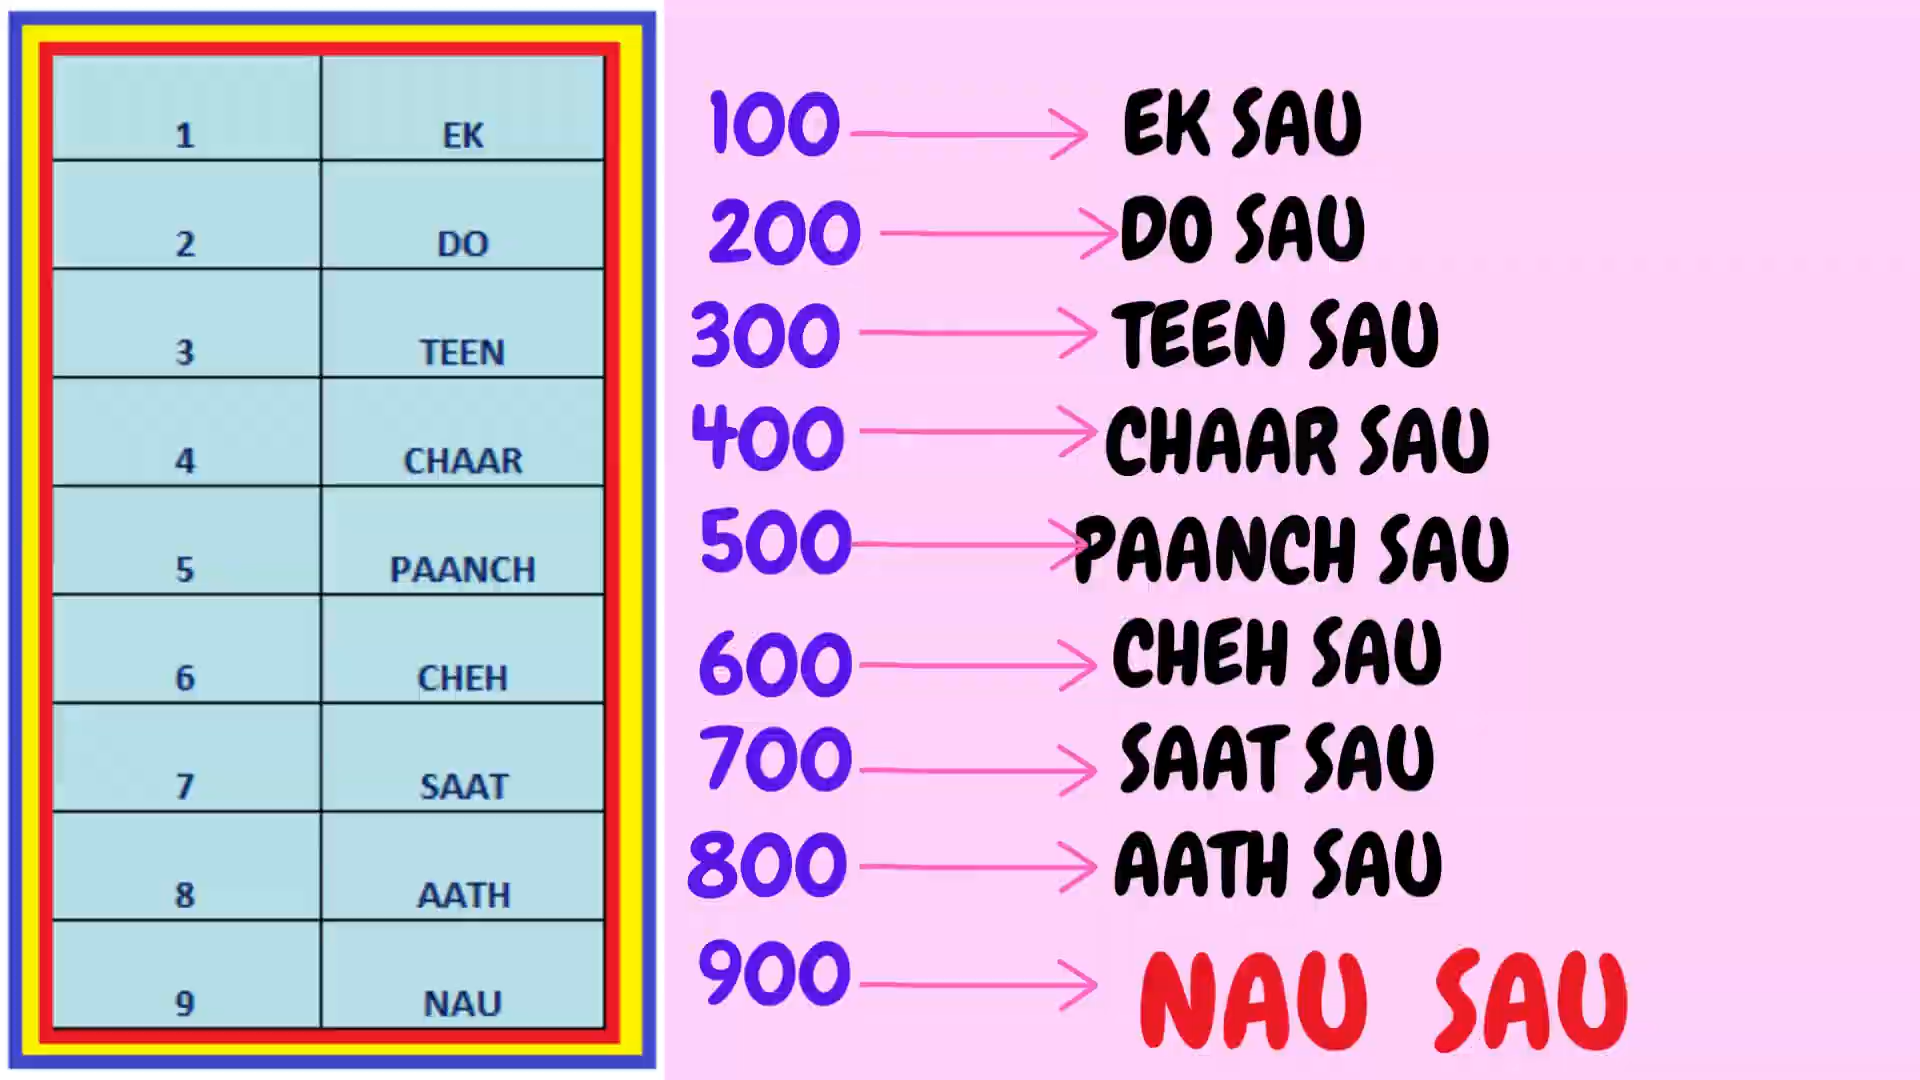 1 EK
2 DO
3 TEEN
4 CHAAR
5 PAANCH
6 CHEH
7 SAAT
8 AATH
9 NAU
100 EK SAU
200 DO SAU
300 TEEN SAU
400 CHAAR SAU
500 PAANCH SAU
600 CHEH SAU
700 SAAT SAU
800 AATH SAU
900 NAU SAU